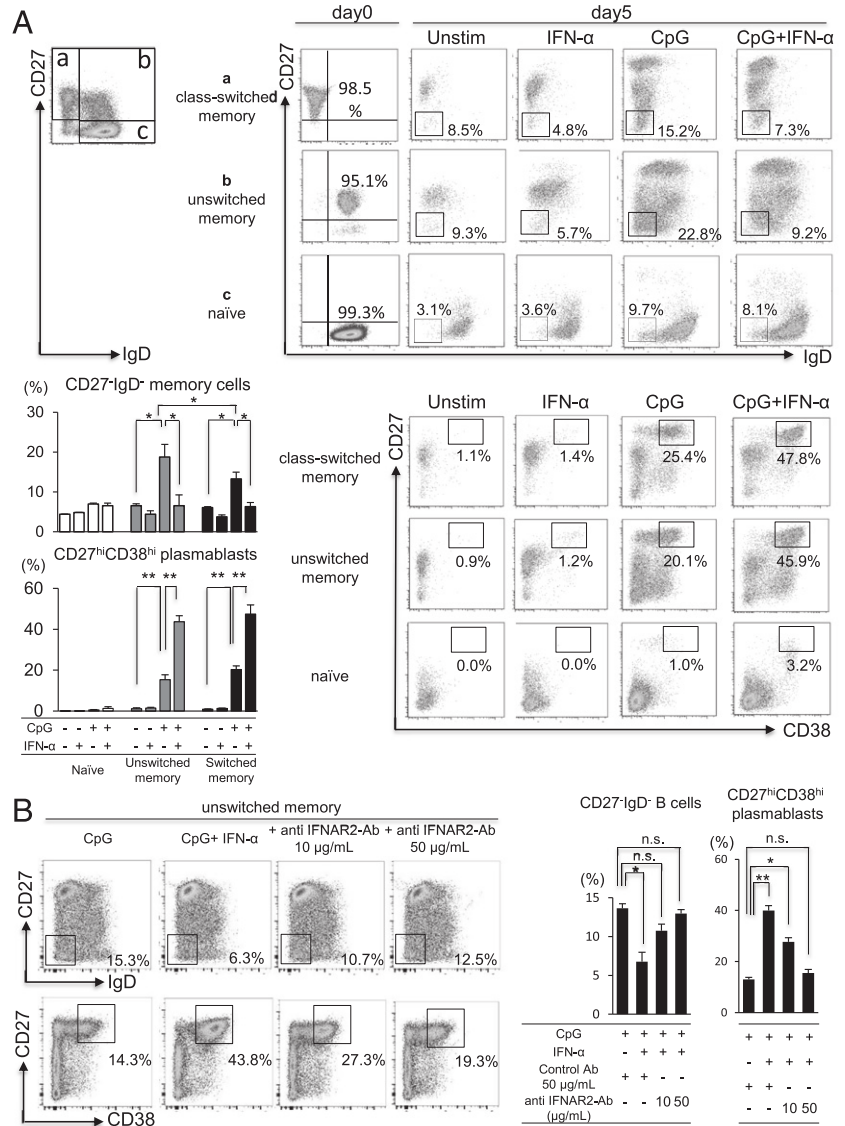 A
day0 day5
Unstim IFN-α CpG CpG+IFN-α
CD27
a b
c
IgD
CD27
a
class-switched
memory
98.5
%
8.5% 4.8% 15.2% 7.3%
b
unswitched
memory
95.1%
9.3% 5.7% 22.8% 9.2%
c
naïve
99.3%
3.1% 3.6% 9.7% 8.1%
IgD
(%) CD27-IgD- memory cells
30
20
10
0
* * * * *
(%) CD27hiCD38hi plasmablasts
60
40
20
0
** ** ** **
CpG - - + + - - + + - - + +
IFN-α - + - + - + - + - + - +
Naïve Unswitched memory Switched memory
Unstim IFN-α CpG CpG+IFN-α
CD27
class-switched
memory
1.1% 1.4% 25.4% 47.8%
unswitched
memory
0.9% 1.2% 20.1% 45.9%
naïve
0.0% 0.0% 1.0% 3.2%
CD38
B
unswitched memory
CpG CpG+ IFN-α + anti IFNAR2-Ab 10 μg/mL + anti IFNAR2-Ab 50 μg/mL
CD27
15.3% 6.3% 10.7% 12.5%
IgD
CD27
14.3% 43.8% 27.3% 19.3%
CD38
CD27-IgD- B cells
n.s.
n.s.
*
(%)
15
10
5
0
CpG + + + +
IFN-α - + + +
Control Ab
50 μg/mL + + - -
anti IFNAR2-Ab
(μg/mL) - - 10 50
CD27hiCD38hi
plasmablasts
n.s.
*
**
(%)
60
40
20
0
+ + + +
- + + +
+ + - -
- - 10 50